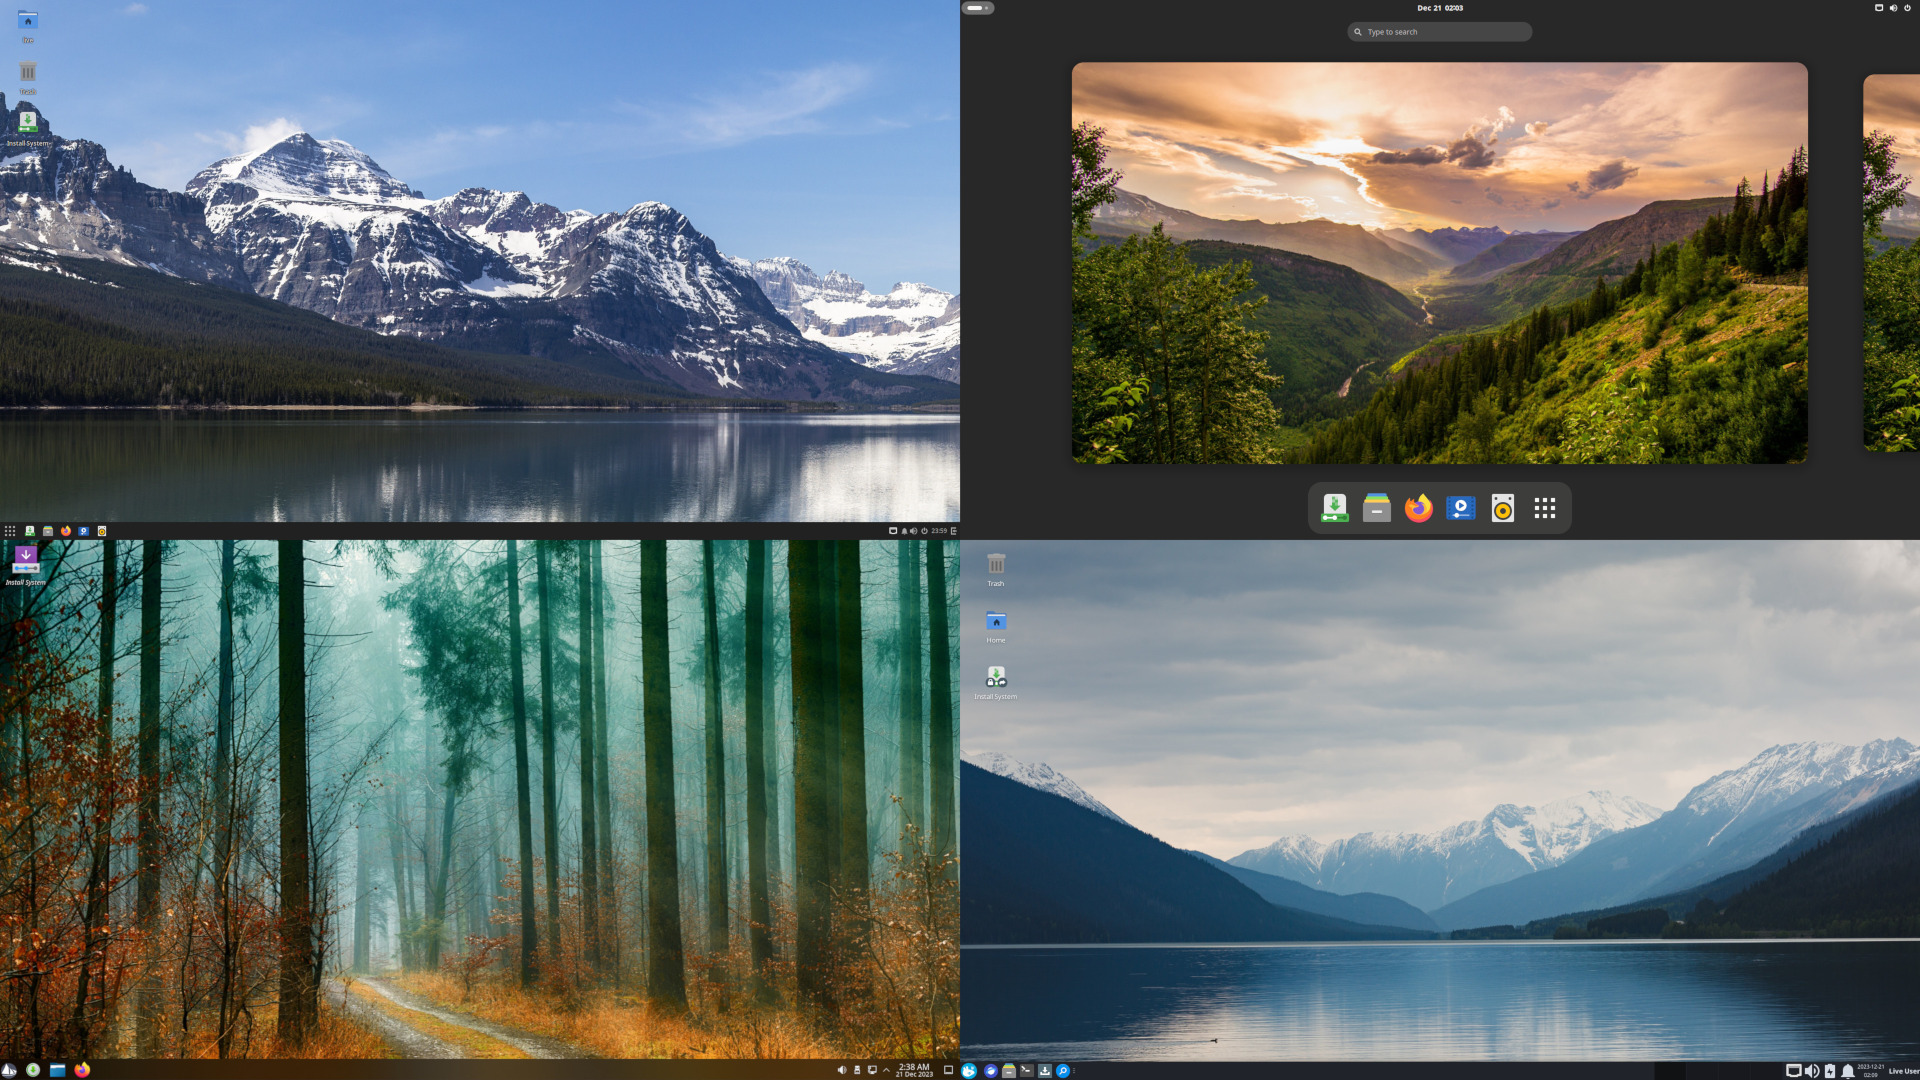 live
Trash
Install System
23:59
Dec 21 02:03
Type to search
Install System
2:38 AM
21 Dec 2023
Trash
Home
Install System
2023-12-21
02:09
Live User